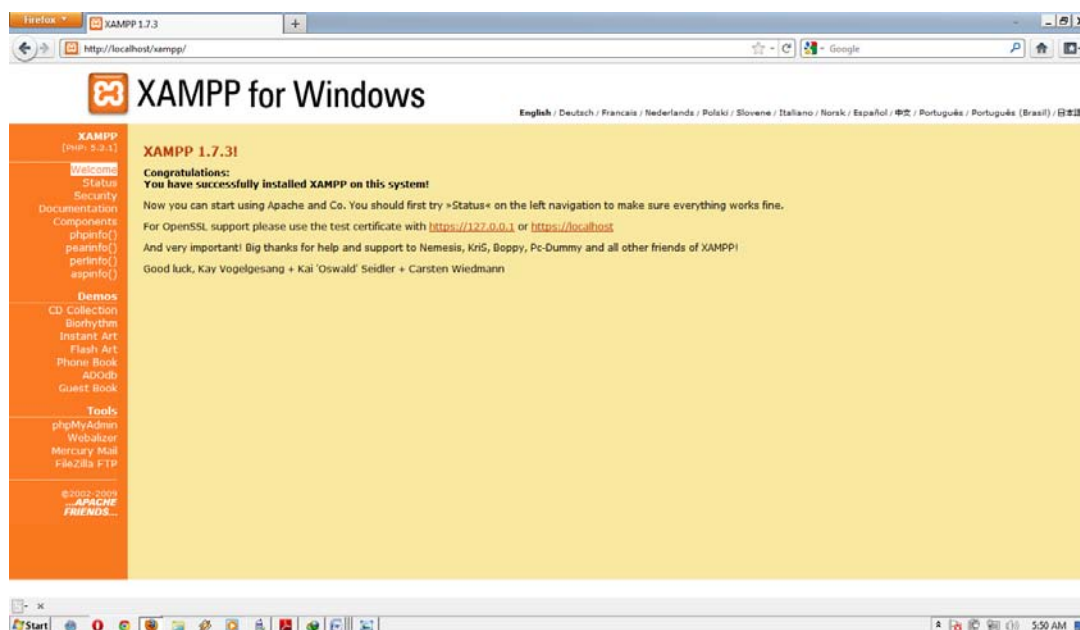 Firefox
XAMPP 1.7.3
http://localhost/xampp/
Google
XAMPP for Windows
English / Deutsch / Francais / Nederlands / Polski / Slovene / Italiano / Norsk / Español / 中文 / Português / Português (Brasil) / 日本語
XAMPP
[PHP: 5.3.1]
Welcome
Status
Security
Documentation
Components
phpinfo()
pearinfo()
perlinfo()
aspinfo()
Demos
CD Collection
Biorhythm
Instant Art
Flash Art
Phone Book
ADOdb
Guest Book
Tools
phpMyAdmin
Webalizer
Mercury Mail
FileZilla FTP
©2002-2009
...APACHE
FRIENDS...
XAMPP 1.7.3!
Congratulations:
You have successfully installed XAMPP on this system!
Now you can start using Apache and Co. You should first try »Status« on the left navigation to make sure everything works fine.
For OpenSSL support please use the test certificate with https://127.0.0.1 or https://localhost
And very important! Big thanks for help and support to Nemesis, KriS, Boppy, Pc-Dummy and all other friends of XAMPP!
Good luck, Kay Vogelgesang + Kai 'Oswald' Seidler + Carsten Wiedmann
Start
5:50 AM